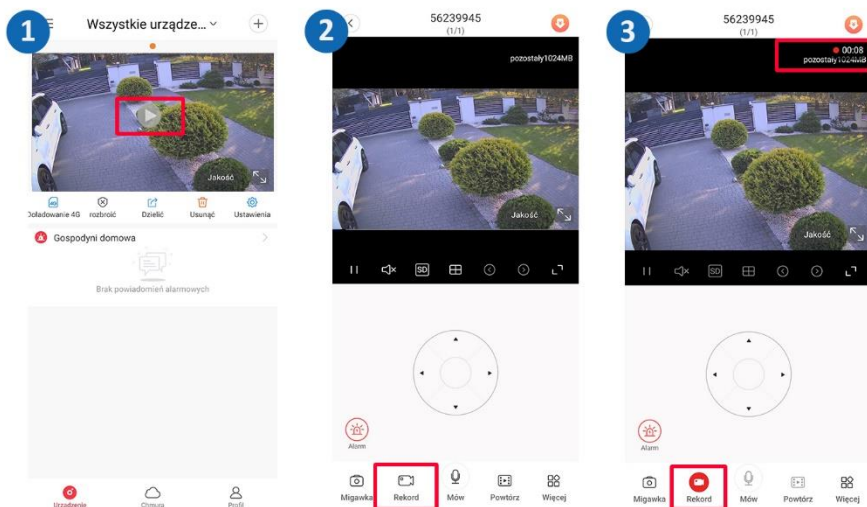 1
Wszystkie urządze...
Jakość
Doładowanie 4G
rozbroić
Dzielić
Usunąć
Ustawienia
Gospodyni domowa
Brak powiadomień alarmowych
Urządzenie
Chmura
Profil
2
56239945
(1/1)
pozostały1024MB
Jakość
SD
Alarm
Migawka
Rekord
Mów
Powtórz
Więcej
3
56239945
(1/1)
00:08
pozostały1024MB
Jakość
SD
Alarm
Migawka
Rekord
Mów
Powtórz
Więcej